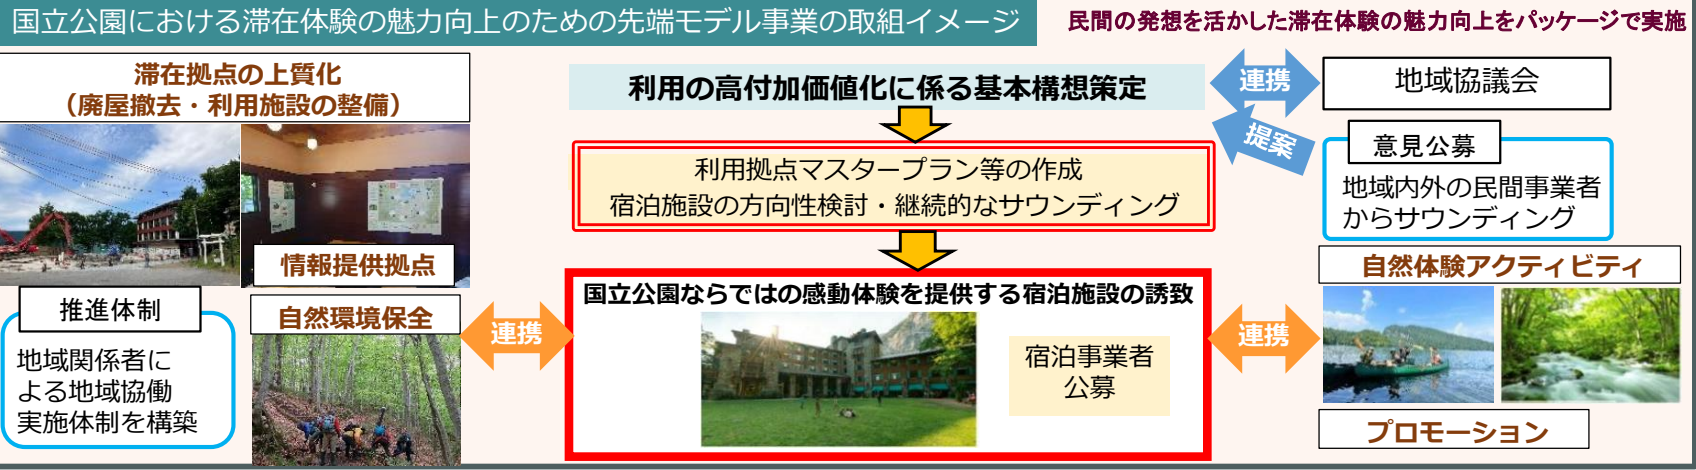 国立公園における滞在体験の魅力向上のための先端モデル事業の取組イメージ
民間の発想を活かした滞在体験の魅力向上をパッケージで実施
滞在拠点の上質化
（廃屋撤去・利用施設の整備）
情報提供拠点
推進体制
地域関係者に
よる地域協働
実施体制を構築
自然環境保全
連携
利用の高付加価値化に係る基本構想策定
利用拠点マスタープラン等の作成
宿泊施設の方向性検討・継続的なサウンディング
国立公園ならではの感動体験を提供する宿泊施設の誘致
宿泊事業者
公募
連携
地域協議会
提案
意見公募
地域内外の民間事業者
からサウンディング
連携
自然体験アクティビティ
プロモーション